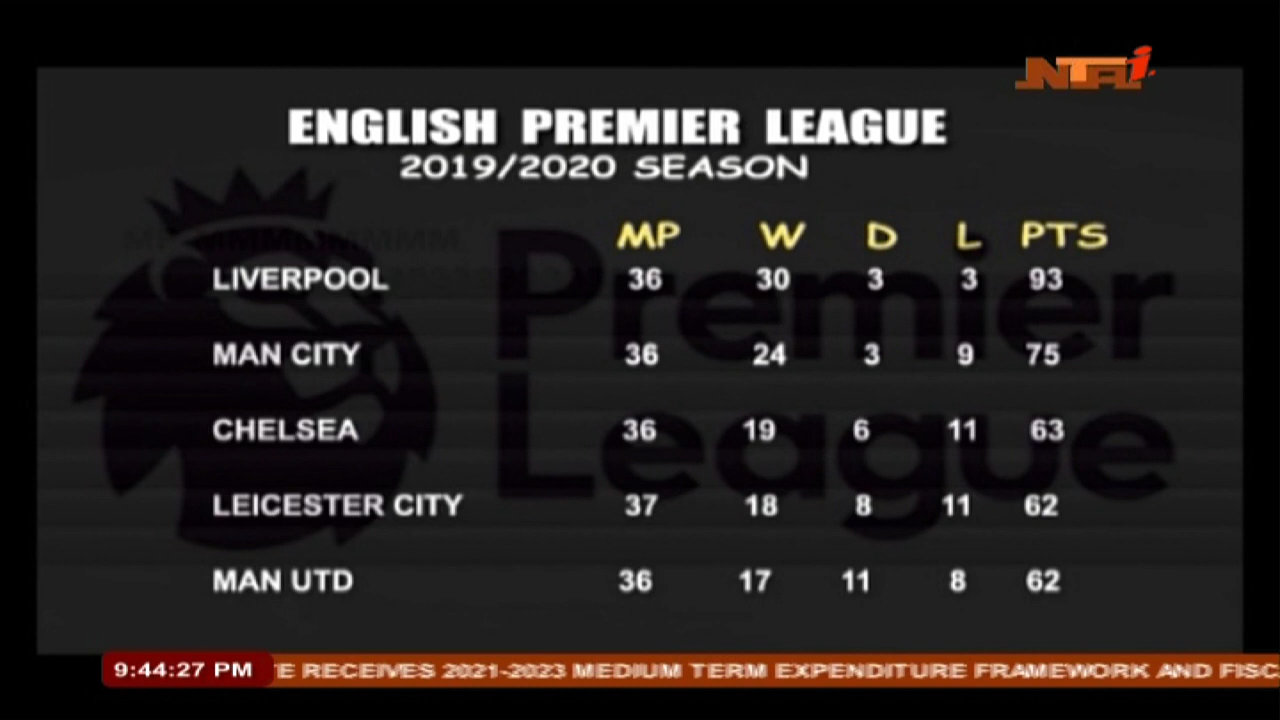 NTAi.
ENGLISH PREMIER LEAGUE
2019/2020 SEASON
MP W D L PTS
LIVERPOOL 36 30 3 3 93
MAN CITY 36 24 3 9 75
CHELSEA 36 19 6 11 63
LEICESTER CITY 37 18 8 11 62
MAN UTD 36 17 11 8 62
Premier
League
9:44:27 PM E RECEIVES 2021-2023 MEDIUM TERM EXPENDITURE FRAMEWORK AND FISC